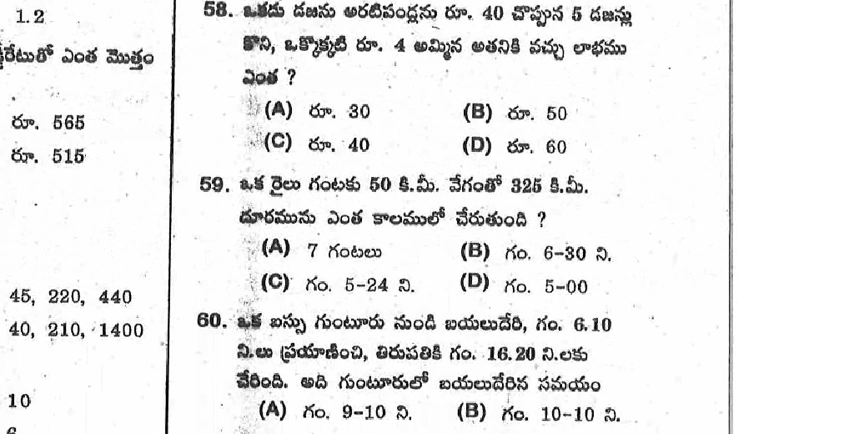 1.2
రేటుతో ఎంత మొత్తం
రూ. 565
రూ. 515
45, 220, 440
40, 210, 1400
10
58. ఒకడు డజను అరటిపండ్లను రూ. 40 చొప్పున 5 డజన్లు
కొని, ఒక్కొక్కటి రూ. 4 అమ్మిన అతనికి వచ్చు లాభము
ఎంత ?
(A) రూ. 30 (B) రూ. 50
(C) రూ. 40 (D) రూ. 60
59. ఒక రైలు గంటకు 50 కి.మీ. వేగంతో 325 కి.మీ.
దూరమును ఎంత కాలములో చేరుతుంది ?
(A) 7 గంటలు (B) గం. 6-30 ని.
(C) గం. 5-24 ని. (D) గం. 5-00
60. ఒక బస్సు గుంటూరు నుండి బయలుదేరి, గం. 6.10
ని.లు ప్రయాణించి, తిరుపతికి గం. 16.20 ని.లకు
చేరింది. అది గుంటూరులో బయలుదేరిన సమయం
(A) గం. 9-10 ని. (B) గం. 10-10 ని.